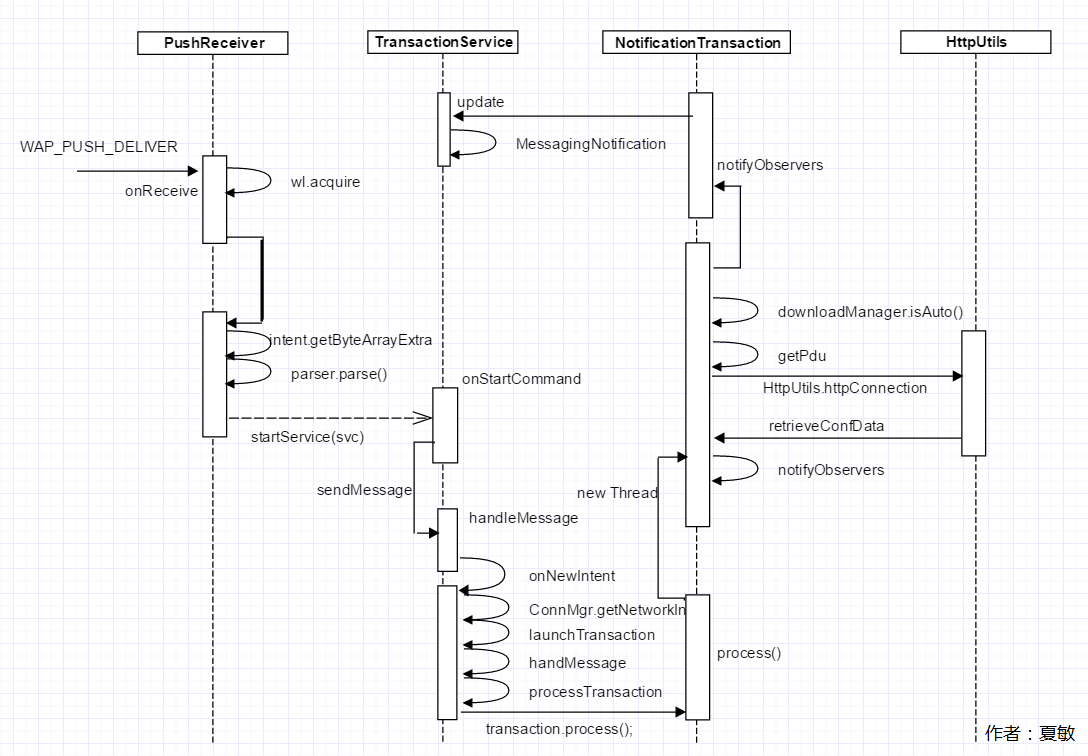 PushReceiver
TransactionService
NotificationTransaction
HttpUtils
update
MessagingNotification
WAP_PUSH_DELIVER
notifyObservers
wl.acquire
onReceive
downloadManager.isAuto()
intent.getByteArrayExtra
getPdu
parser.parse()
onStartCommand
HttpUtils.httpConnection
retrieveConfData
startService(svc)
notifyObservers
sendMessage
new Thread
handleMessage
onNewIntent
ConnMgr.getNetworkIn
launchTransaction
process()
handMessage
processTransaction
transaction.process();
作者：夏敏